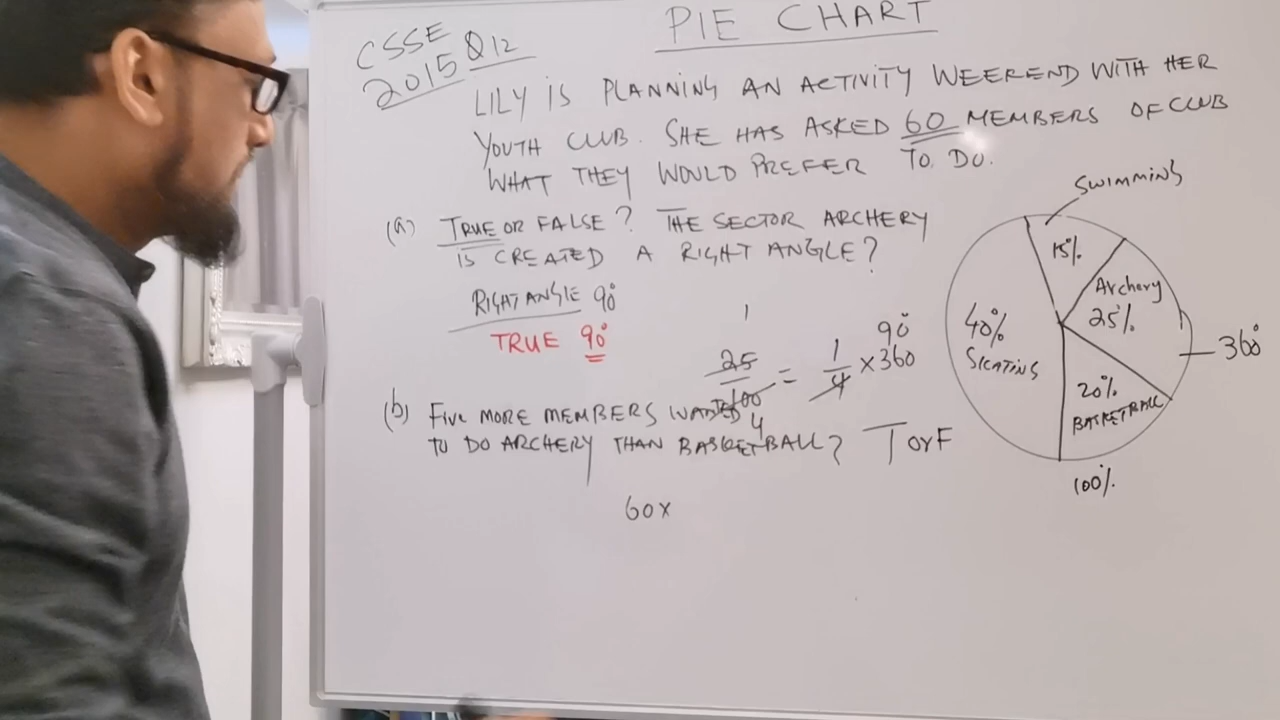 PIE CHART
CSSE
2015 Q12
LILY IS PLANNING AN ACTIVITY WEEKEND WITH HER
YOUTH CLUB. SHE HAS ASKED 60 MEMBERS OF CLUB
WHAT THEY WOULD PREFER TO DO.
(a) TRUE OR FALSE? THE SECTOR ARCHERY
IS CREATED A RIGHT ANGLE?
RIGHT ANGLE 90°
TRUE 90°
1
25/100 = 1/4 × 360
4
90°
(b) FIVE MORE MEMBERS WANTED
TO DO ARCHERY THAN BASKETBALL? T or F
60 x
SWIMMING
15%
Archery
25%
40%
SKATING
20%
BASKETBALL
360°
100%